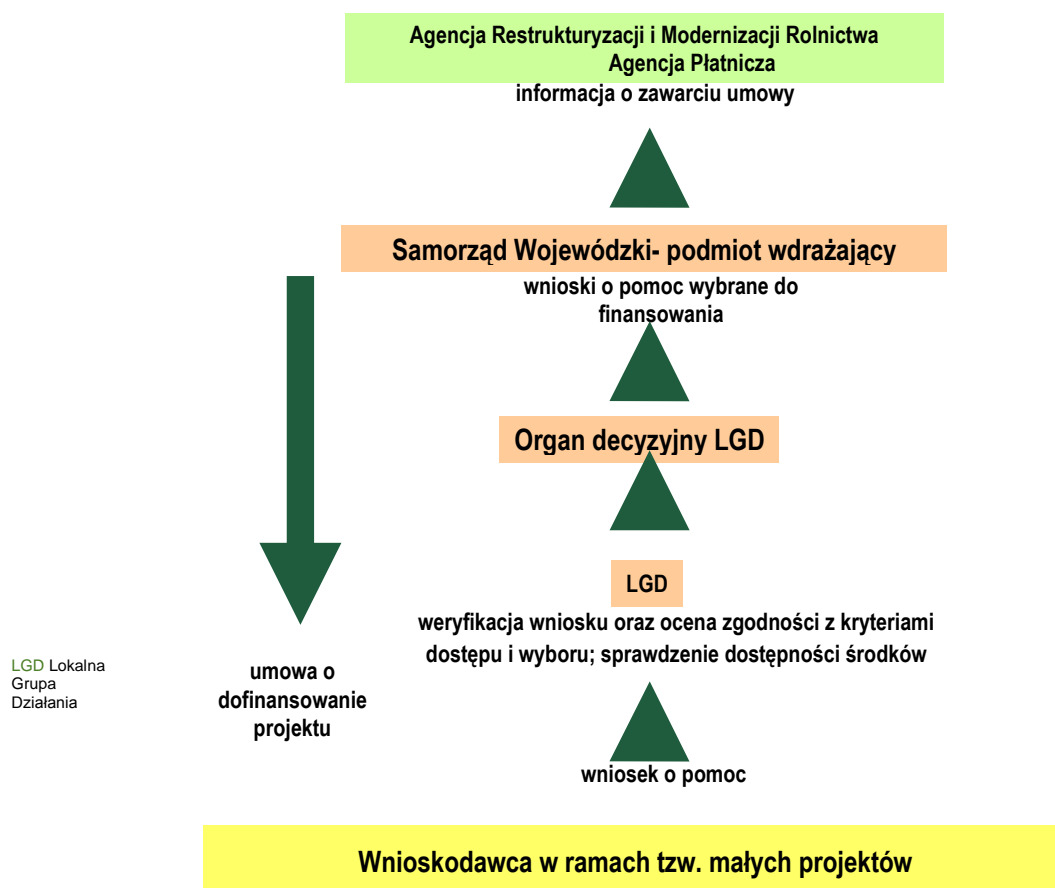 Agencja Restrukturyzacji i Modernizacji Rolnictwa
Agencja Płatnicza
informacja o zawarciu umowy
Samorząd Wojewódzki- podmiot wdrażający
wnioski o pomoc wybrane do
finansowania
Organ decyzyjny LGD
LGD
weryfikacja wniosku oraz ocena zgodności z kryteriami
dostępu i wyboru; sprawdzenie dostępności środków
LGD Lokalna
Grupa
Działania
umowa o
dofinansowanie
projektu
wniosek o pomoc
Wnioskodawca w ramach tzw. małych projektów